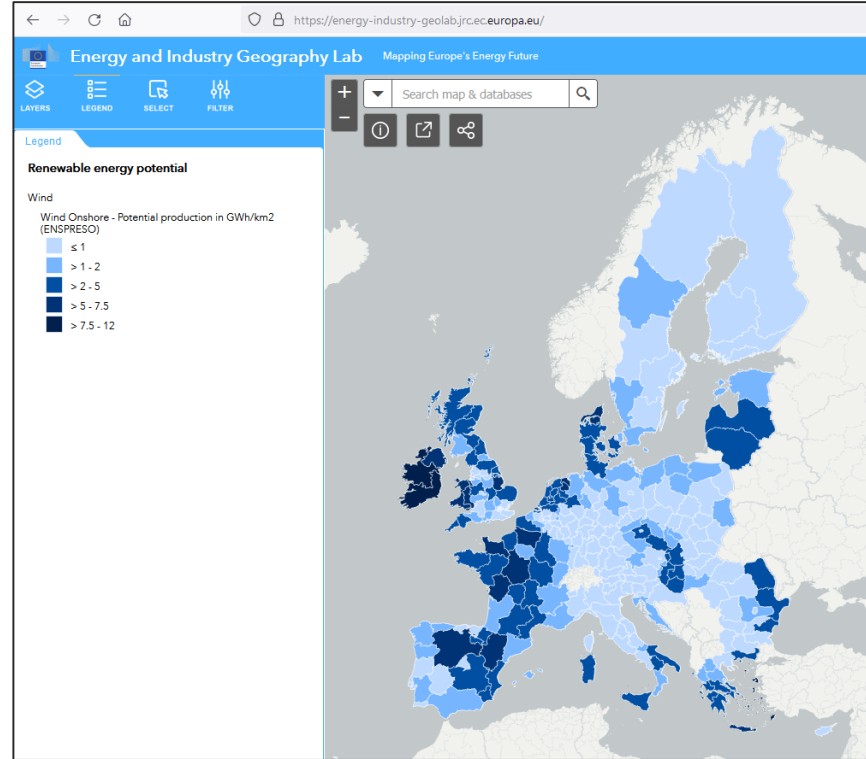 https://energy-industry-geolab.jrc.ec.europa.eu/
Energy and Industry Geography Lab Mapping Europe's Energy Future
LAYERS LEGEND SELECT FILTER
+
−
Search map & databases
Legend
Renewable energy potential
Wind
Wind Onshore - Potential production in GWh/km2
(ENSPRESO)
≤ 1
> 1 - 2
> 2 - 5
> 5 - 7.5
> 7.5 - 12